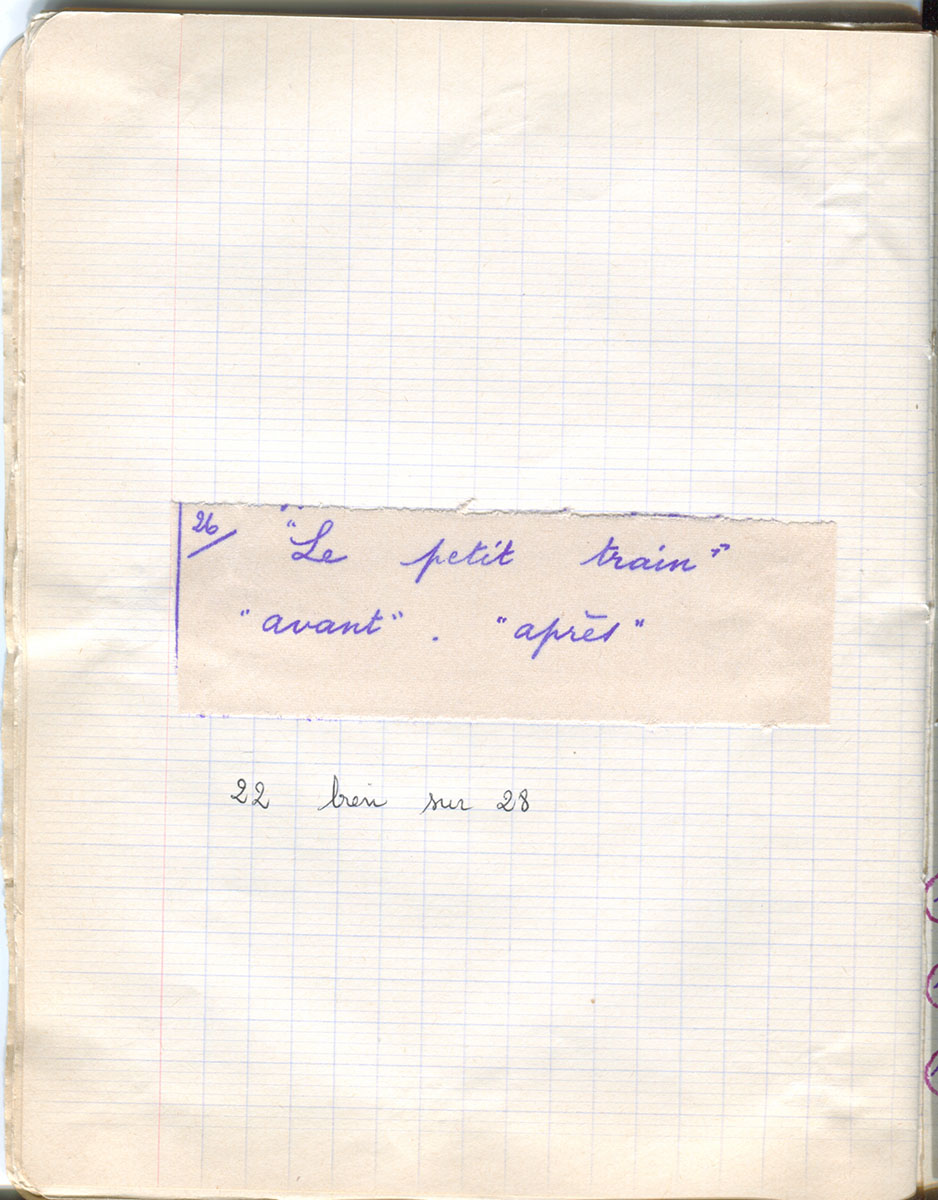 26/ "Le petit train"
"avant" . "après"
22 bien sur 28